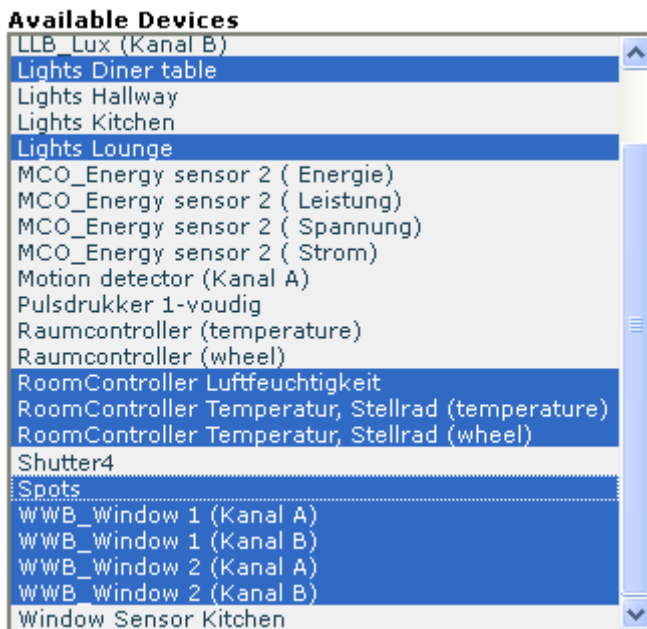 Available Devices
LLB_Lux (Kanal B)
Lights Diner table
Lights Hallway
Lights Kitchen
Lights Lounge
MCO_Energy sensor 2 ( Energie)
MCO_Energy sensor 2 ( Leistung)
MCO_Energy sensor 2 ( Spannung)
MCO_Energy sensor 2 ( Strom)
Motion detector (Kanal A)
Pulsdrukker 1-voudig
Raumcontroller (temperature)
Raumcontroller (wheel)
RoomController Luftfeuchtigkeit
RoomController Temperatur, Stellrad (temperature)
RoomController Temperatur, Stellrad (wheel)
Shutter4
Spots
WWB_Window 1 (Kanal A)
WWB_Window 1 (Kanal B)
WWB_Window 2 (Kanal A)
WWB_Window 2 (Kanal B)
Window Sensor Kitchen